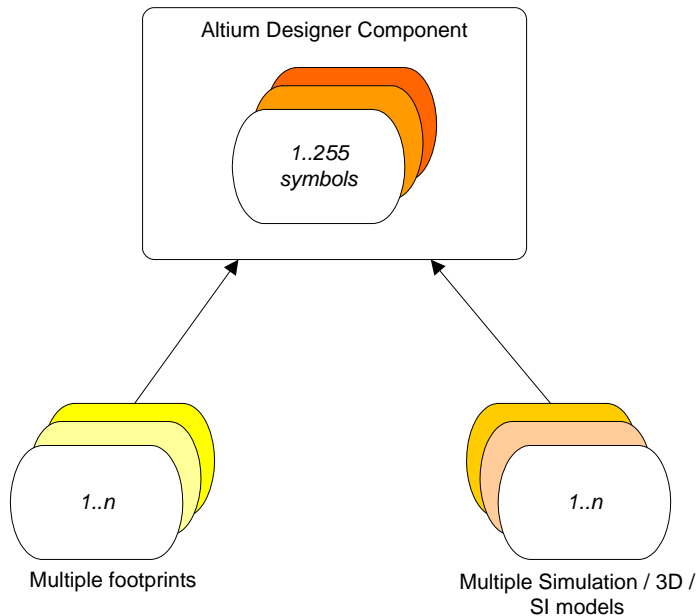 Altium Designer Component
1..255
symbols
1..n
1..n
Multiple footprints
Multiple Simulation / 3D /
SI models